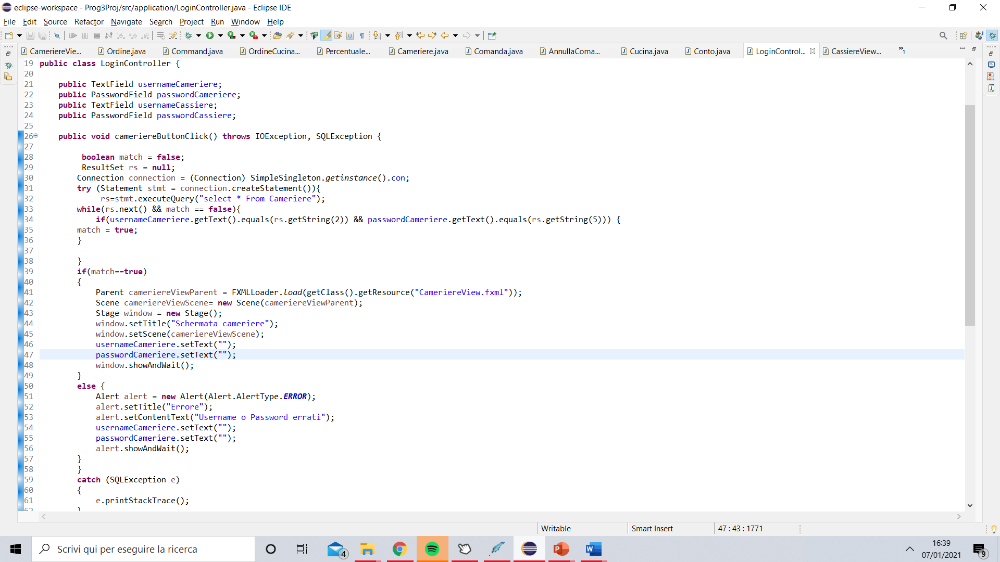 eclipse-workspace - Prog3Proj/src/application/LoginController.java - Eclipse IDE
File Edit Source Refactor Navigate Search Project Run Window Help
CameriereVie... Ordine.java Command.java OrdineCucina... Percentuale... Cameriere.java Comanda.java AnnullaComa... Cucina.java Conto.java LoginControl... CassiereView... »1
19 public class LoginController {
20
21 public TextField usernameCameriere;
22 public PasswordField passwordCameriere;
23 public TextField usernameCassiere;
24 public PasswordField passwordCassiere;
25
26 public void cameriereButtonClick() throws IOException, SQLException {
27
28 boolean match = false;
29 ResultSet rs = null;
30 Connection connection = (Connection) SimpleSingleton.getinstance().con;
31 try (Statement stmt = connection.createStatement()){
32 rs=stmt.executeQuery("select * From Cameriere");
33 while(rs.next() && match == false){
34 if(usernameCameriere.getText().equals(rs.getString(2)) && passwordCameriere.getText().equals(rs.getString(5))) {
35 match = true;
36 }
37
38 }
39 if(match==true)
40 {
41 Parent cameriereViewParent = FXMLLoader.load(getClass().getResource("CameriereView.fxml"));
42 Scene cameriereViewScene= new Scene(cameriereViewParent);
43 Stage window = new Stage();
44 window.setTitle("Schermata cameriere");
45 window.setScene(cameriereViewScene);
46 usernameCameriere.setText("");
47 passwordCameriere.setText("");
48 window.showAndWait();
49 }
50 else {
51 Alert alert = new Alert(Alert.AlertType.ERROR);
52 alert.setTitle("Errore");
53 alert.setContentText("Username o Password errati");
54 usernameCameriere.setText("");
55 passwordCameriere.setText("");
56 alert.showAndWait();
57 }
58 }
59 catch (SQLException e)
60 {
61 e.printStackTrace();
62 }
Writable Smart Insert 47 : 43 : 1771
Scrivi qui per eseguire la ricerca
4
16:39
07/01/2021
9